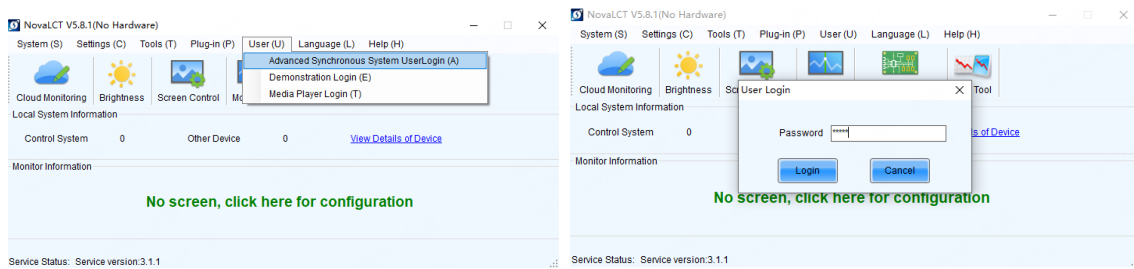 NovaLCT V5.8.1(No Hardware)
System (S) Settings (C) Tools (T) Plug-in (P) User (U) Language (L) Help (H)
Advanced Synchronous System UserLogin (A)
Demonstration Login (E)
Media Player Login (T)
Cloud Monitoring Brightness Screen Control
Local System Information
Control System 0 Other Device 0 View Details of Device
Monitor Information
No screen, click here for configuration
Service Status: Service version:3.1.1
NovaLCT V5.8.1(No Hardware)
System (S) Settings (C) Tools (T) Plug-in (P) User (U) Language (L) Help (H)
Cloud Monitoring Brightness Tool
User Login
Local System Information
Control System 0 ls of Device
Password *****
Login Cancel
Monitor Information
No screen, click here for configuration
Service Status: Service version:3.1.1